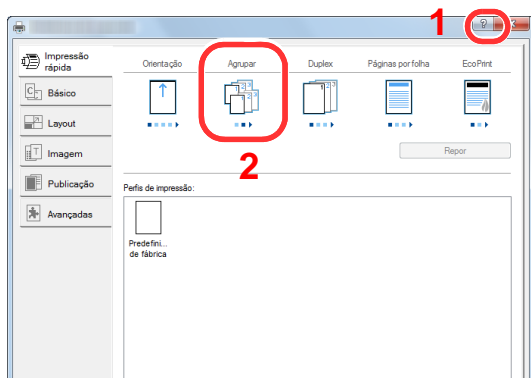 1
?
Impressão
rápida
Orientação
Agrupar
Duplex
Páginas por folha
EcoPrint
Básico
Layout
2
Repor
Imagem
Publicação
Perfis de impressão:
Avançadas
Predefini...
de fábrica